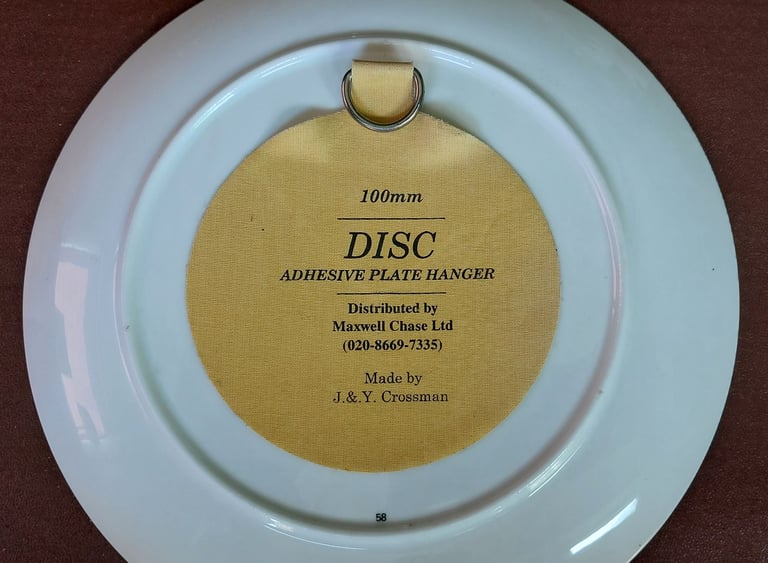 100mm
DISC
ADHESIVE PLATE HANGER
Distributed by
Maxwell Chase Ltd
(020-8669-7335)
Made by
J.&.Y. Crossman
58